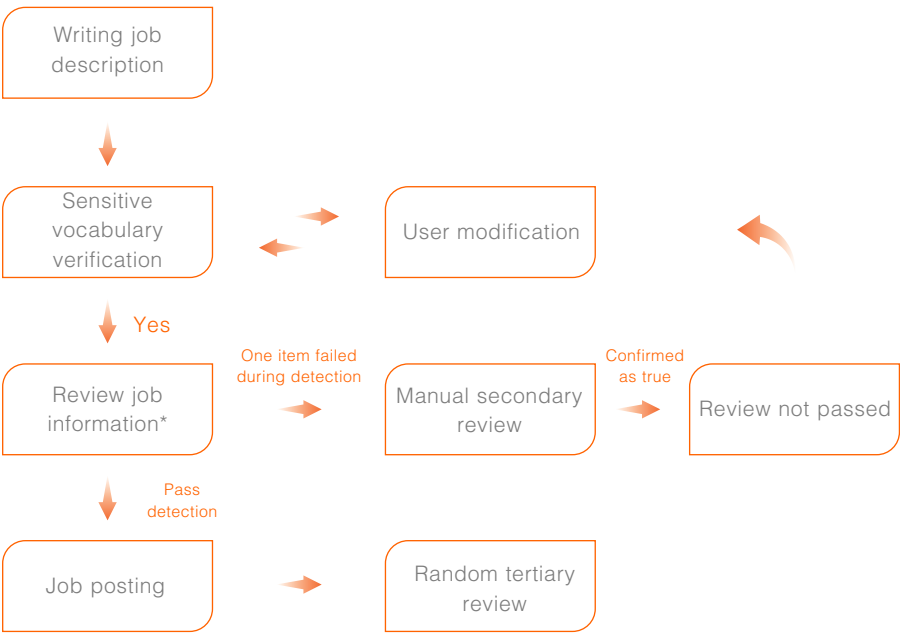 Writing job
description
Sensitive
vocabulary
verification
User modification
Yes
One item failed
during detection
Confirmed
as true
Review job
information*
Manual secondary
review
Review not passed
Pass
detection
Job posting
Random tertiary
review